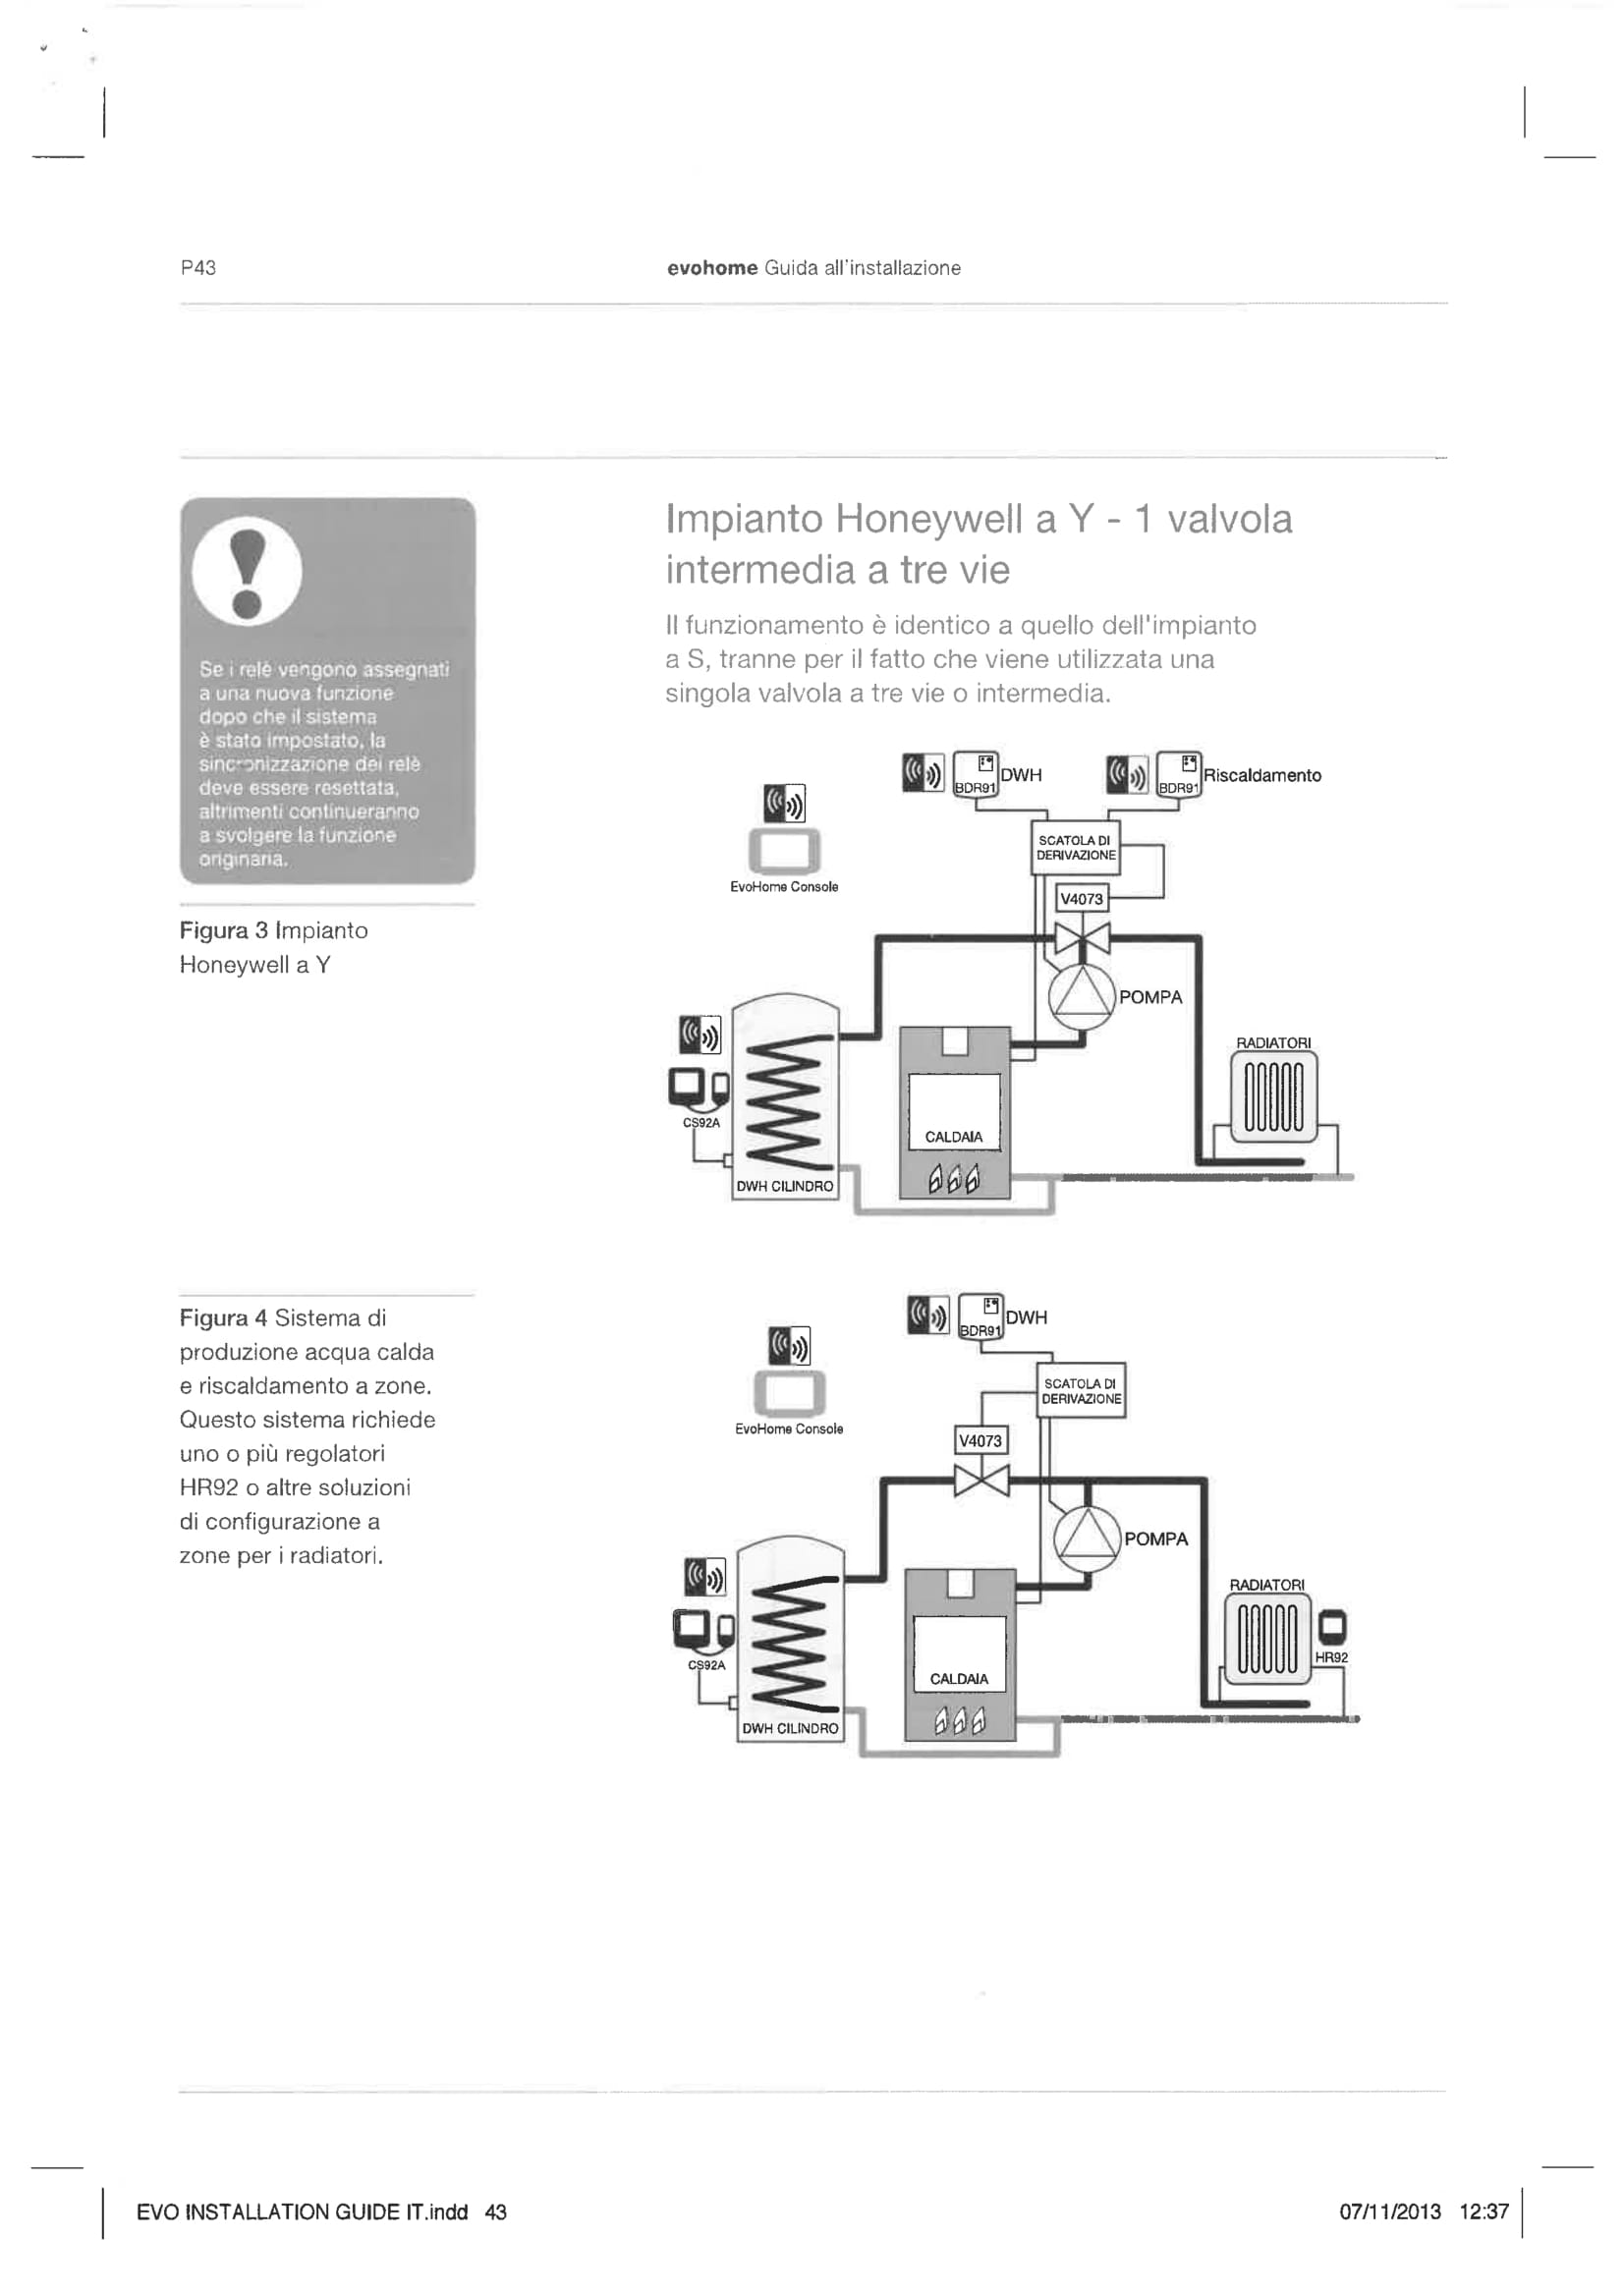 P43
evohome Guida all'installazione
Se i relè vengono assegnati
a una nuova funzione
dopo che il sistema
è stato impostato, la
sincronizzazione dei relè
deve essere resettata,
altrimenti continueranno
a svolgere la funzione
originaria.
Figura 3 Impianto
Honeywell a Y
Impianto Honeywell a Y - 1 valvola
intermedia a tre vie
Il funzionamento è identico a quello dell'impianto
a S, tranne per il fatto che viene utilizzata una
singola valvola a tre vie o intermedia.
BDR91
DWH
BDR91
Riscaldamento
EvoHome Console
SCATOLA DI
DERIVAZIONE
V4073
POMPA
RADIATORI
CS92A
CALDAIA
DWH CILINDRO
Figura 4 Sistema di
produzione acqua calda
e riscaldamento a zone.
Questo sistema richiede
uno o più regolatori
HR92 o altre soluzioni
di configurazione a
zone per i radiatori.
BDR91
DWH
EvoHome Console
SCATOLA DI
DERIVAZIONE
V4073
POMPA
RADIATORI
HR92
CS92A
CALDAIA
DWH CILINDRO
EVO INSTALLATION GUIDE IT.indd 43
07/11/2013 12:37